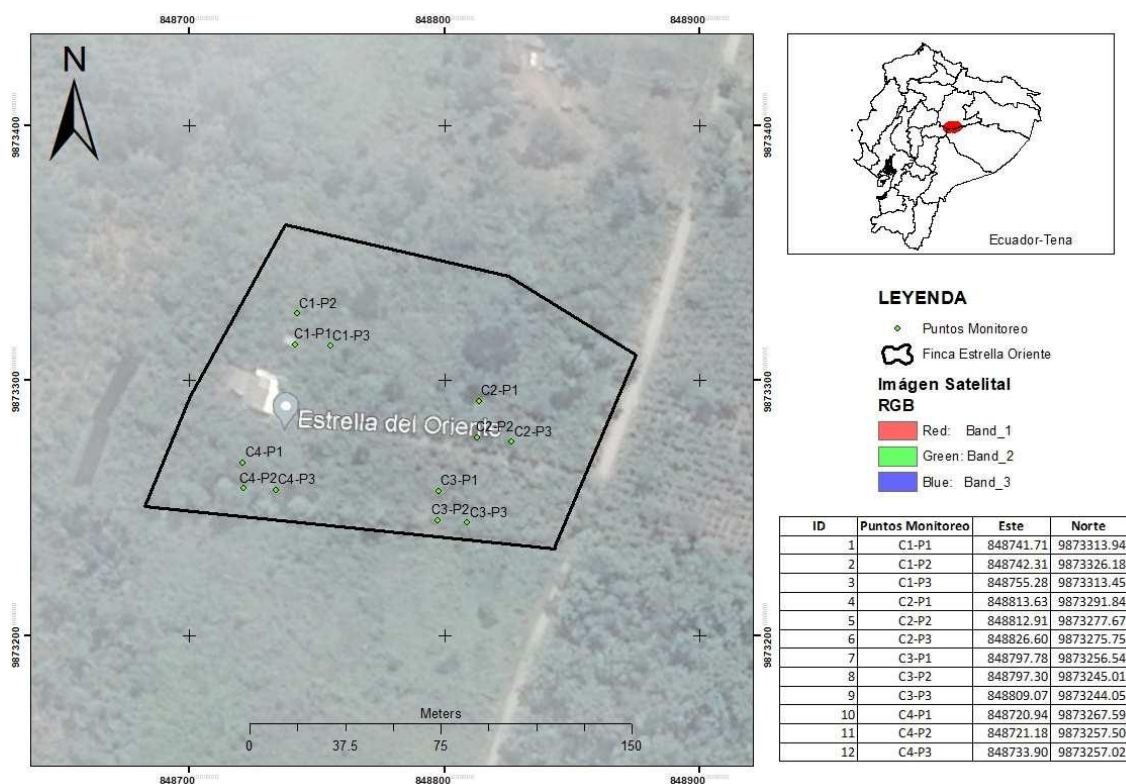 848700
848800
848900
9873400
9873300
9873200
N
C1-P2
C1-P1
C1-P3
C2-P1
Estrella del Oriente
C2-P2
C2-P3
C4-P1
C4-P2
C4-P3
C3-P1
C3-P2
C3-P3
Meters
0 37.5 75 150
848700
848800
848900
9873400
9873300
9873200
Ecuador-Tena
LEYENDA
Puntos Monitoreo
Finca Estrella Oriente
Imágen Satelital
RGB
Red: Band_1
Green: Band_2
Blue: Band_3
ID Puntos Monitoreo Este Norte
1 C1-P1 848741.71 9873313.94
2 C1-P2 848742.31 9873326.18
3 C1-P3 848755.28 9873313.45
4 C2-P1 848813.63 9873291.84
5 C2-P2 848812.91 9873277.67
6 C2-P3 848826.60 9873275.75
7 C3-P1 848797.78 9873256.54
8 C3-P2 848797.30 9873245.01
9 C3-P3 848809.07 9873244.05
10 C4-P1 848720.94 9873267.59
11 C4-P2 848721.18 9873257.50
12 C4-P3 848733.90 9873257.02